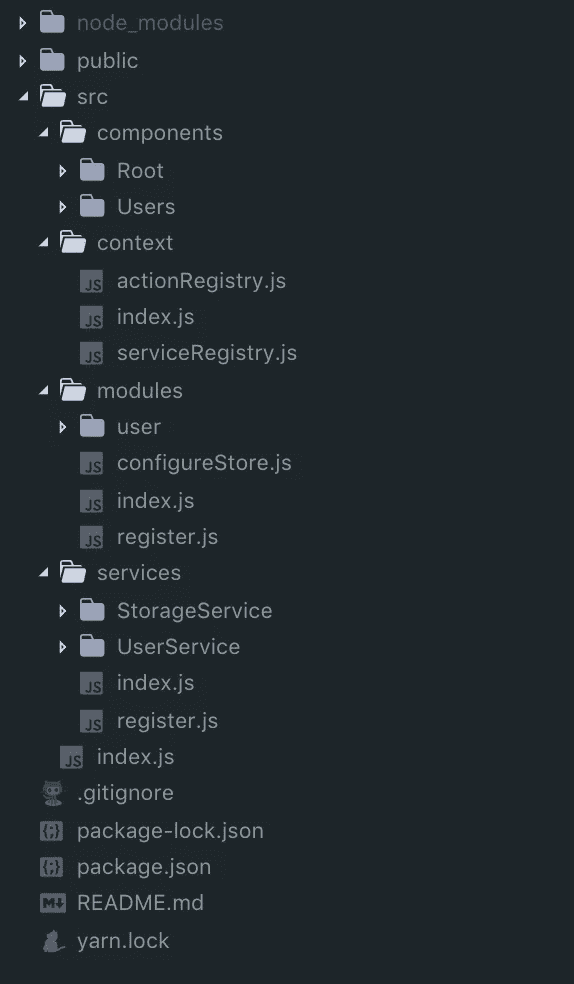 node_modules
public
src
components
Root
Users
context
JS actionRegistry.js
JS index.js
JS serviceRegistry.js
modules
user
JS configureStore.js
JS index.js
JS register.js
services
StorageService
UserService
JS index.js
JS register.js
JS index.js
.gitignore
{;} package-lock.json
{;} package.json
M↓ README.md
yarn.lock